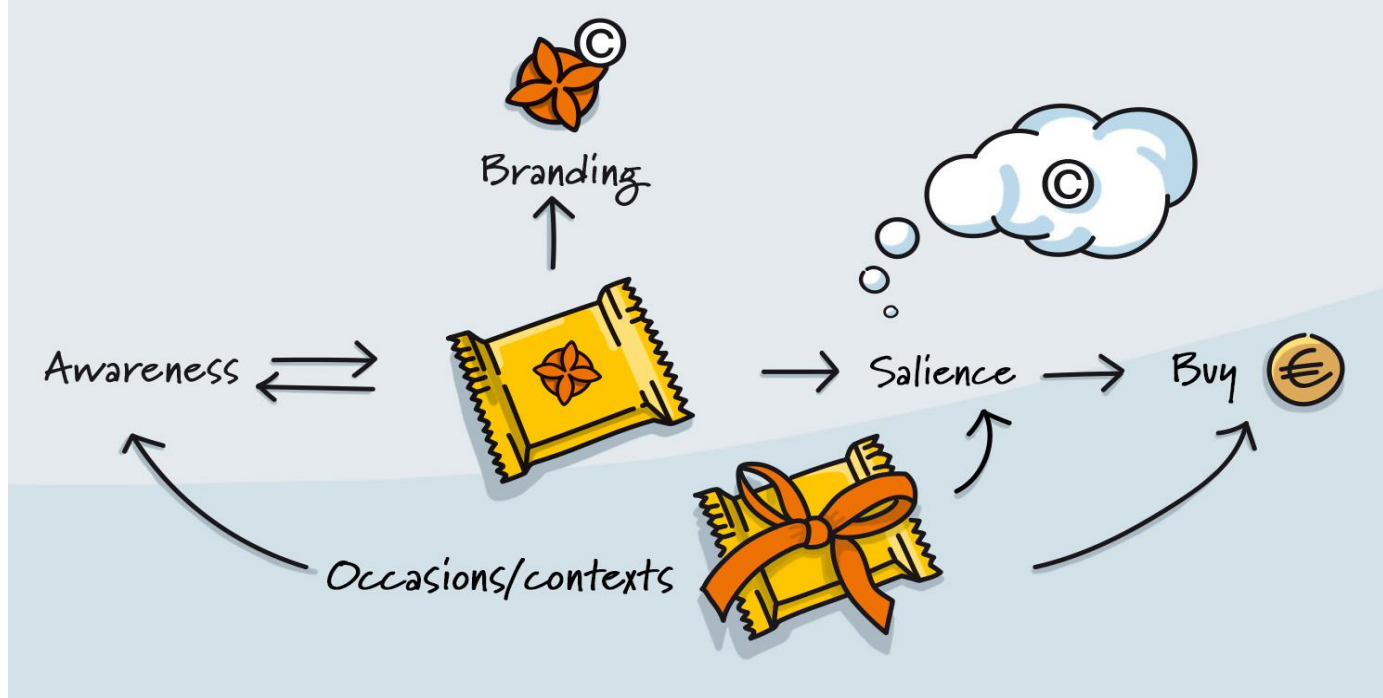 ©
Branding
©
Awareness
Salience
Buy €
Occasions/contexts